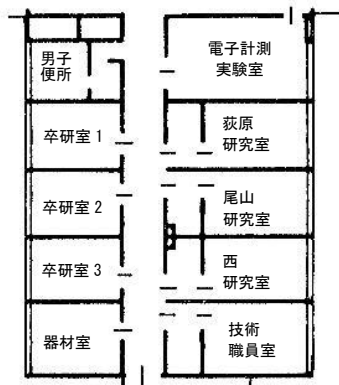 男子
便所
電子計測
実験室
卒研室 1
荻原
研究室
卒研室 2
尾山
研究室
卒研室 3
西
研究室
器材室
技術
職員室